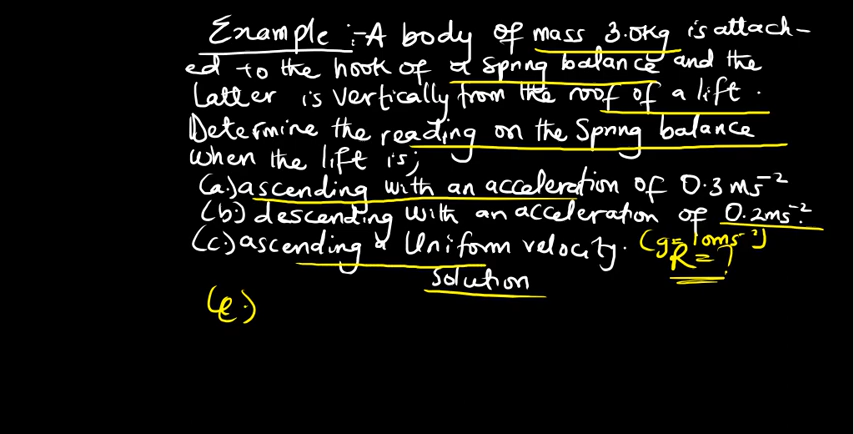 Example :- A body of mass 3.0kg is attach-
ed to the hook of a spring balance and the
latter is vertically from the roof of a lift.
Determine the reading on the spring balance
when the lift is;
(a.) ascending with an acceleration of 0.3ms⁻²
(b.) descending with an acceleration of 0.2ms⁻².
(c.) ascending a Uniform velocity. (g=10ms⁻²)
R=?
Solution